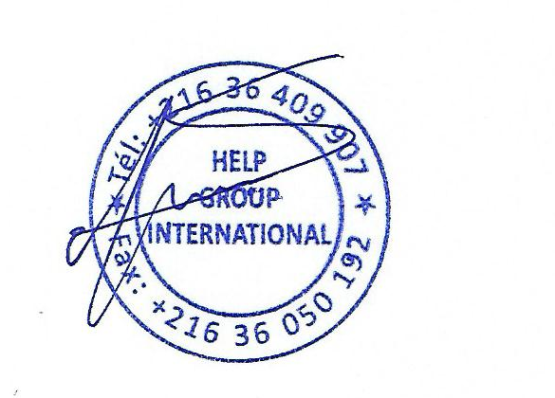 Tél: +216 36 409 907
HELP
GROUP
INTERNATIONAL
Fax: +216 36 050 192